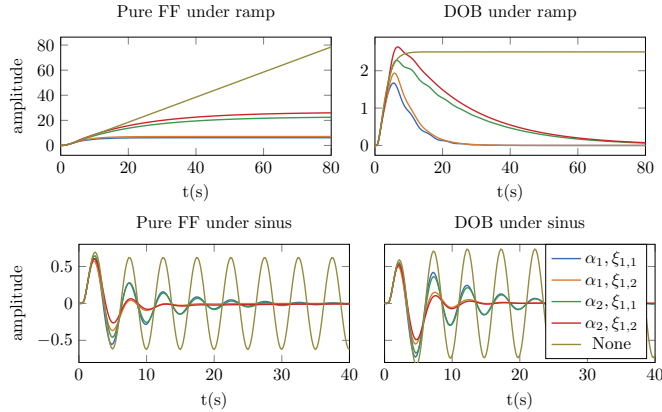 Pure FF under ramp
DOB under ramp
amplitude
80
60
40
20
0
0 20 40 60 80
t(s)
2
1
0
0 20 40 60 80
t(s)
Pure FF under sinus
DOB under sinus
amplitude
0.5
0
−0.5
0 10 20 30 40
t(s)
0 10 20 30 40
t(s)
α1, ξ1,1
α1, ξ1,2
α2, ξ1,1
α2, ξ1,2
None